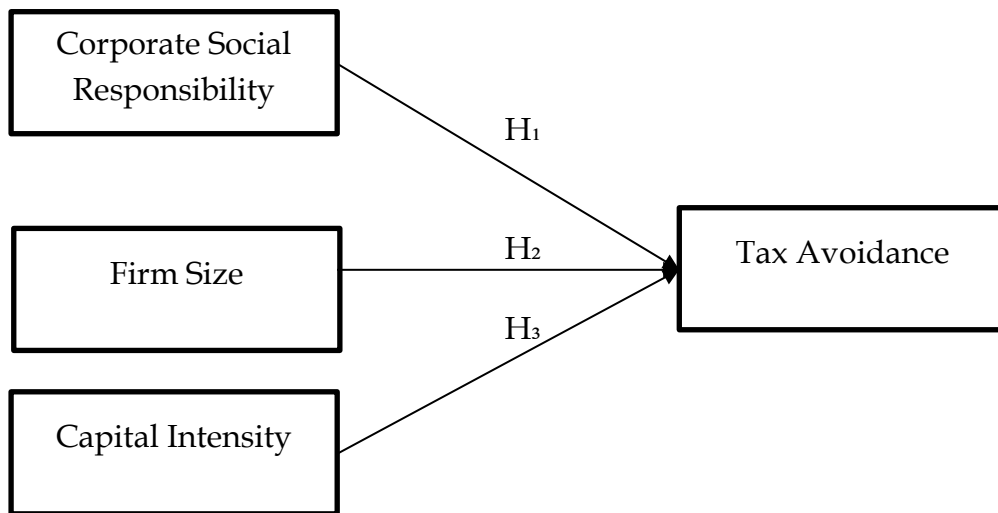 Corporate Social
Responsibility
H₁
Firm Size
H₂
Tax Avoidance
H₃
Capital Intensity